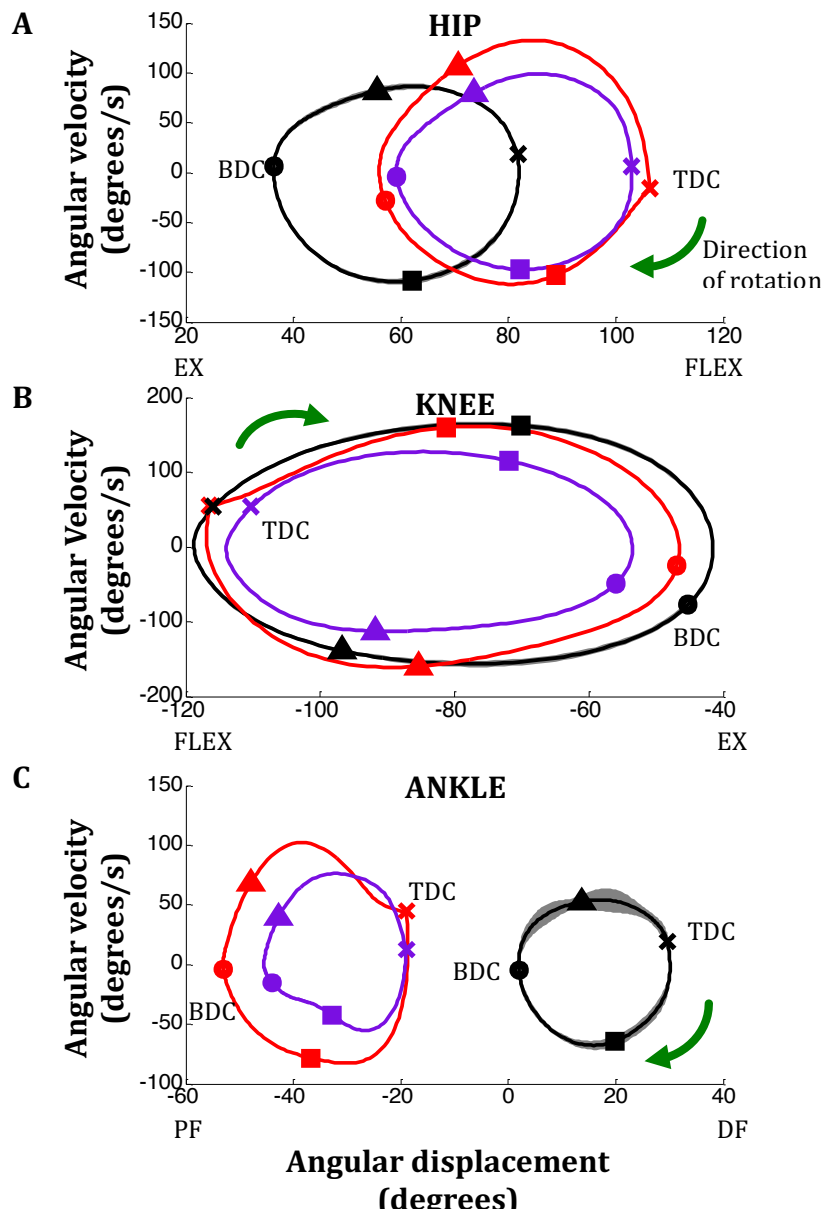 A
HIP
Angular velocity
(degrees/s)
150
100
50
0
-50
-100
-150
BDC
TDC
Direction
of rotation
20
40
60
80
100
120
EX
FLEX
B
KNEE
Angular Velocity
(degrees/s)
200
100
0
-100
-200
TDC
BDC
-120
-100
-80
-60
-40
FLEX
EX
C
ANKLE
Angular velocity
(degrees/s)
150
100
50
0
-50
-100
TDC
BDC
TDC
BDC
-60
-40
-20
0
20
40
PF
DF
Angular displacement
(degrees)